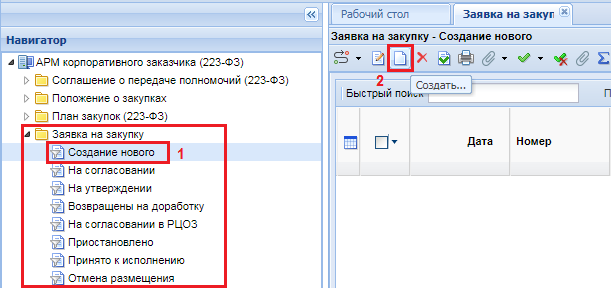 Навигатор
АРМ корпоративного заказчика (223-ФЗ)
Соглашение о передаче полномочий (223-ФЗ)
Положение о закупках
План закупок (223-ФЗ)
Заявка на закупку
Создание нового
1
На согласовании
На утверждении
Возвращены на доработку
На согласовании в РЦОЗ
Приостановлено
Принято к исполнению
Отмена размещения
Рабочий стол
Заявка на закуп
Заявка на закупку - Создание нового
2
Создать...
Быстрый поиск
П
Дата
Номер